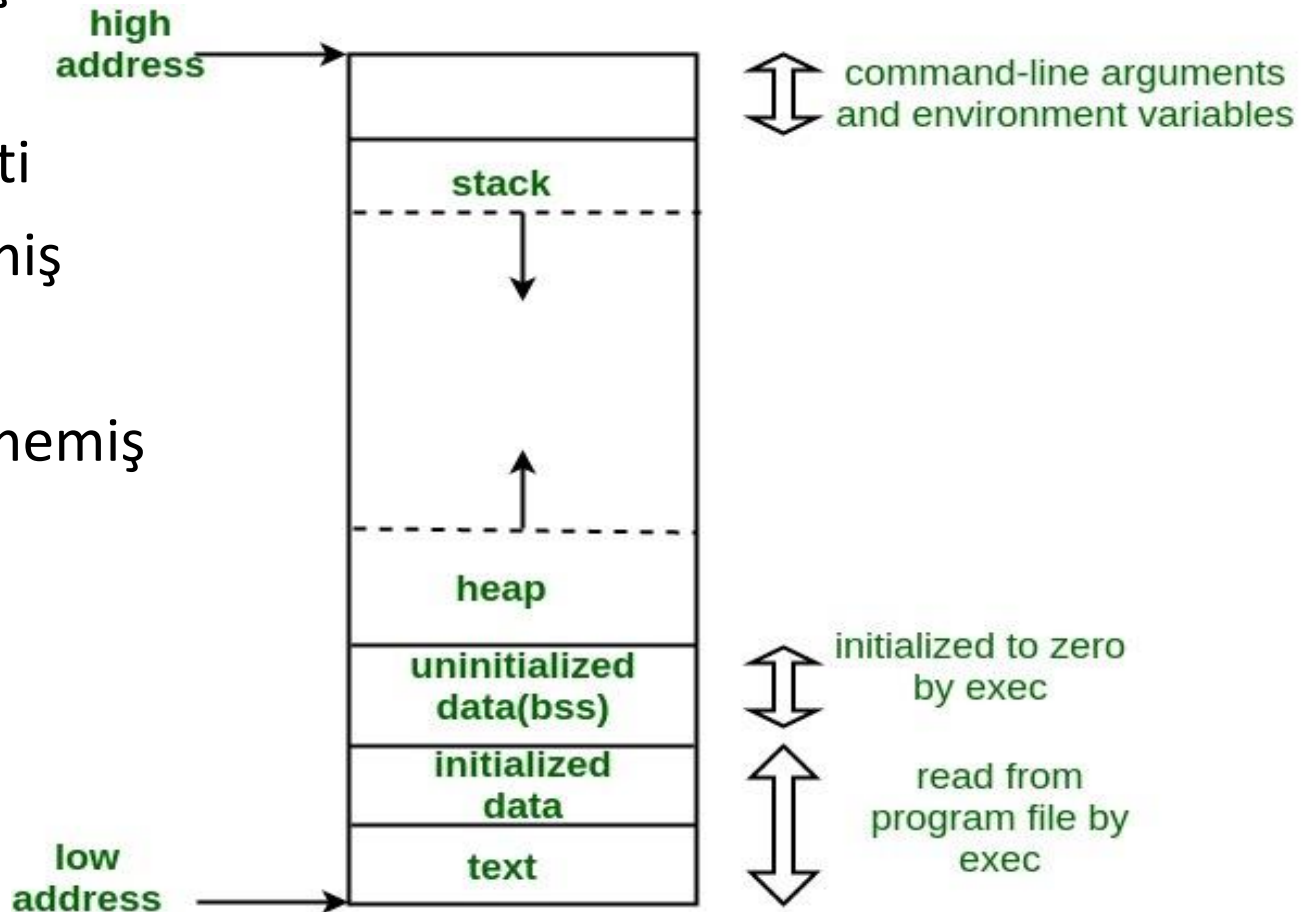 high
address
command-line arguments
and environment variables
ti
stack
niş
nemiş
heap
uninitialized
data(bss)
initialized to zero
by exec
initialized
data
read from
program file by
exec
text
low
address